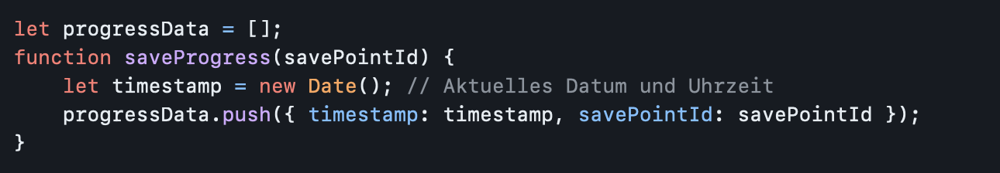 let progressData = [];
function saveProgress(savePointId) {
    let timestamp = new Date(); // Aktuelles Datum und Uhrzeit
    progressData.push({ timestamp: timestamp, savePointId: savePointId });
}